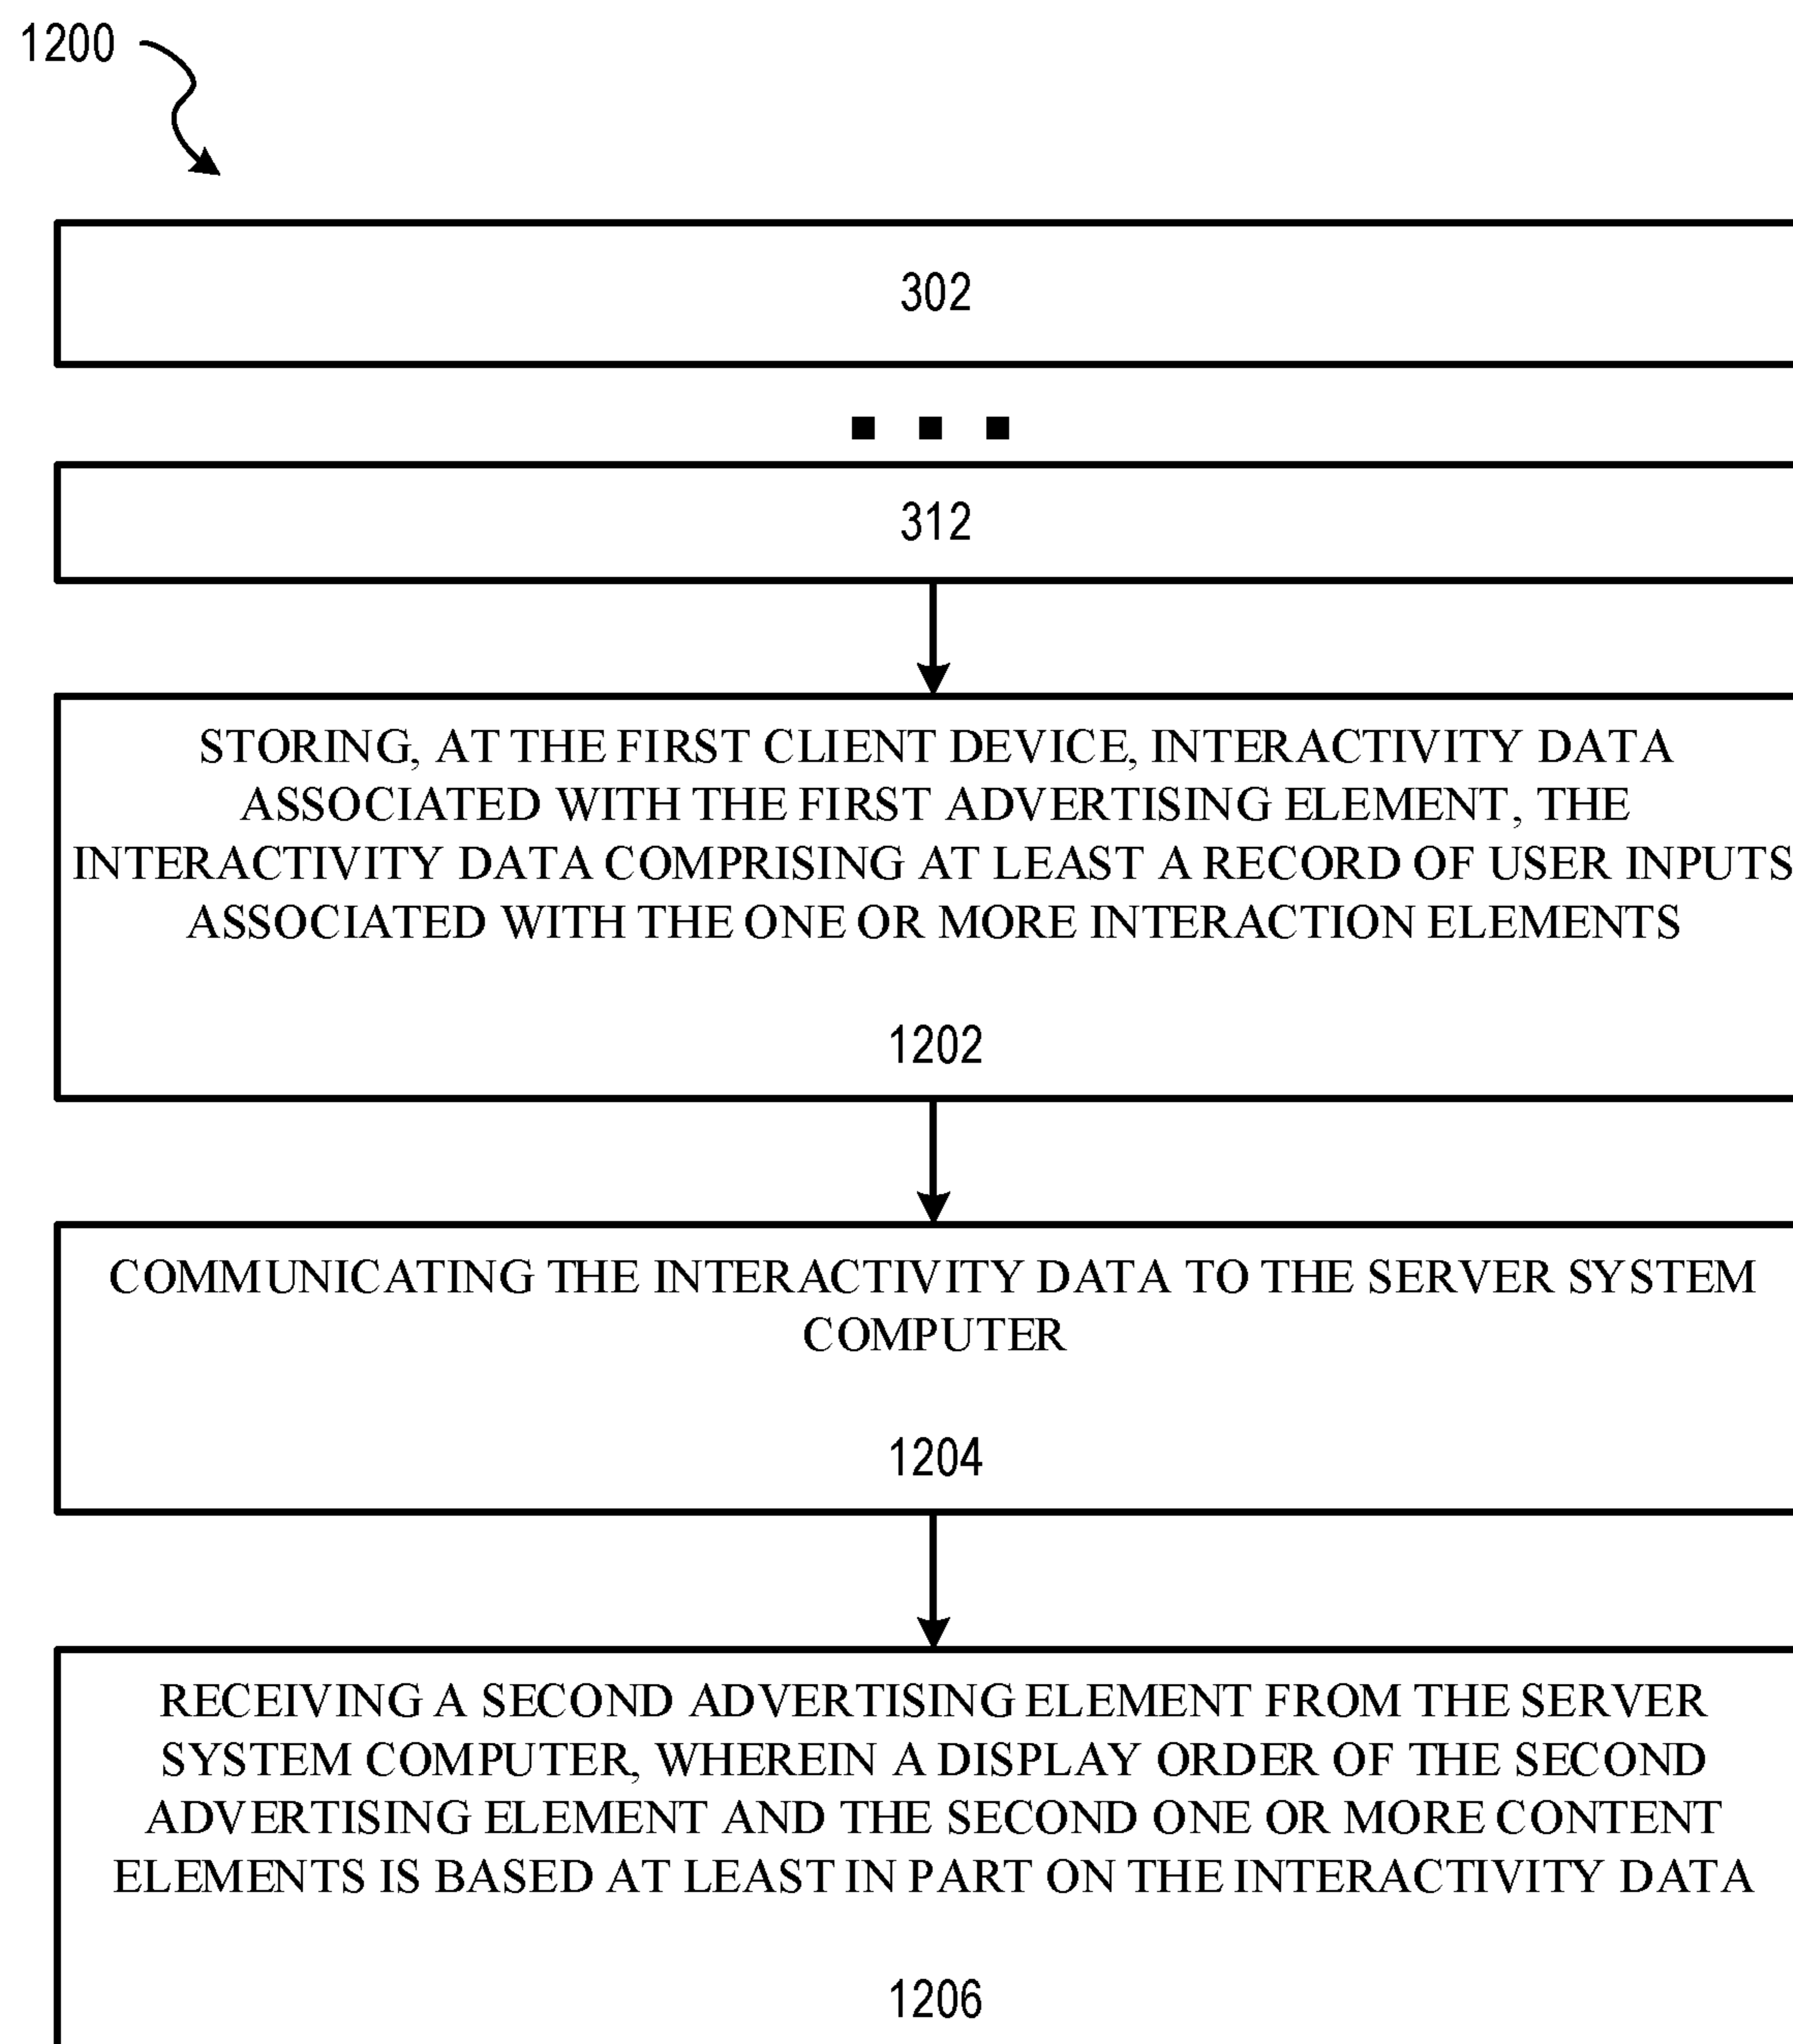 1200
302
312
STORING, AT THE FIRST CLIENT DEVICE, INTERACTIVITY DATA
ASSOCIATED WITH THE FIRST ADVERTISING ELEMENT, THE
INTERACTIVITY DATA COMPRISING AT LEAST A RECORD OF USER INPUTS
ASSOCIATED WITH THE ONE OR MORE INTERACTION ELEMENTS
1202
COMMUNICATING THE INTERACTIVITY DATA TO THE SERVER SYSTEM
COMPUTER
1204
RECEIVING A SECOND ADVERTISING ELEMENT FROM THE SERVER
SYSTEM COMPUTER, WHEREIN A DISPLAY ORDER OF THE SECOND
ADVERTISING ELEMENT AND THE SECOND ONE OR MORE CONTENT
ELEMENTS IS BASED AT LEAST IN PART ON THE INTERACTIVITY DATA
1206